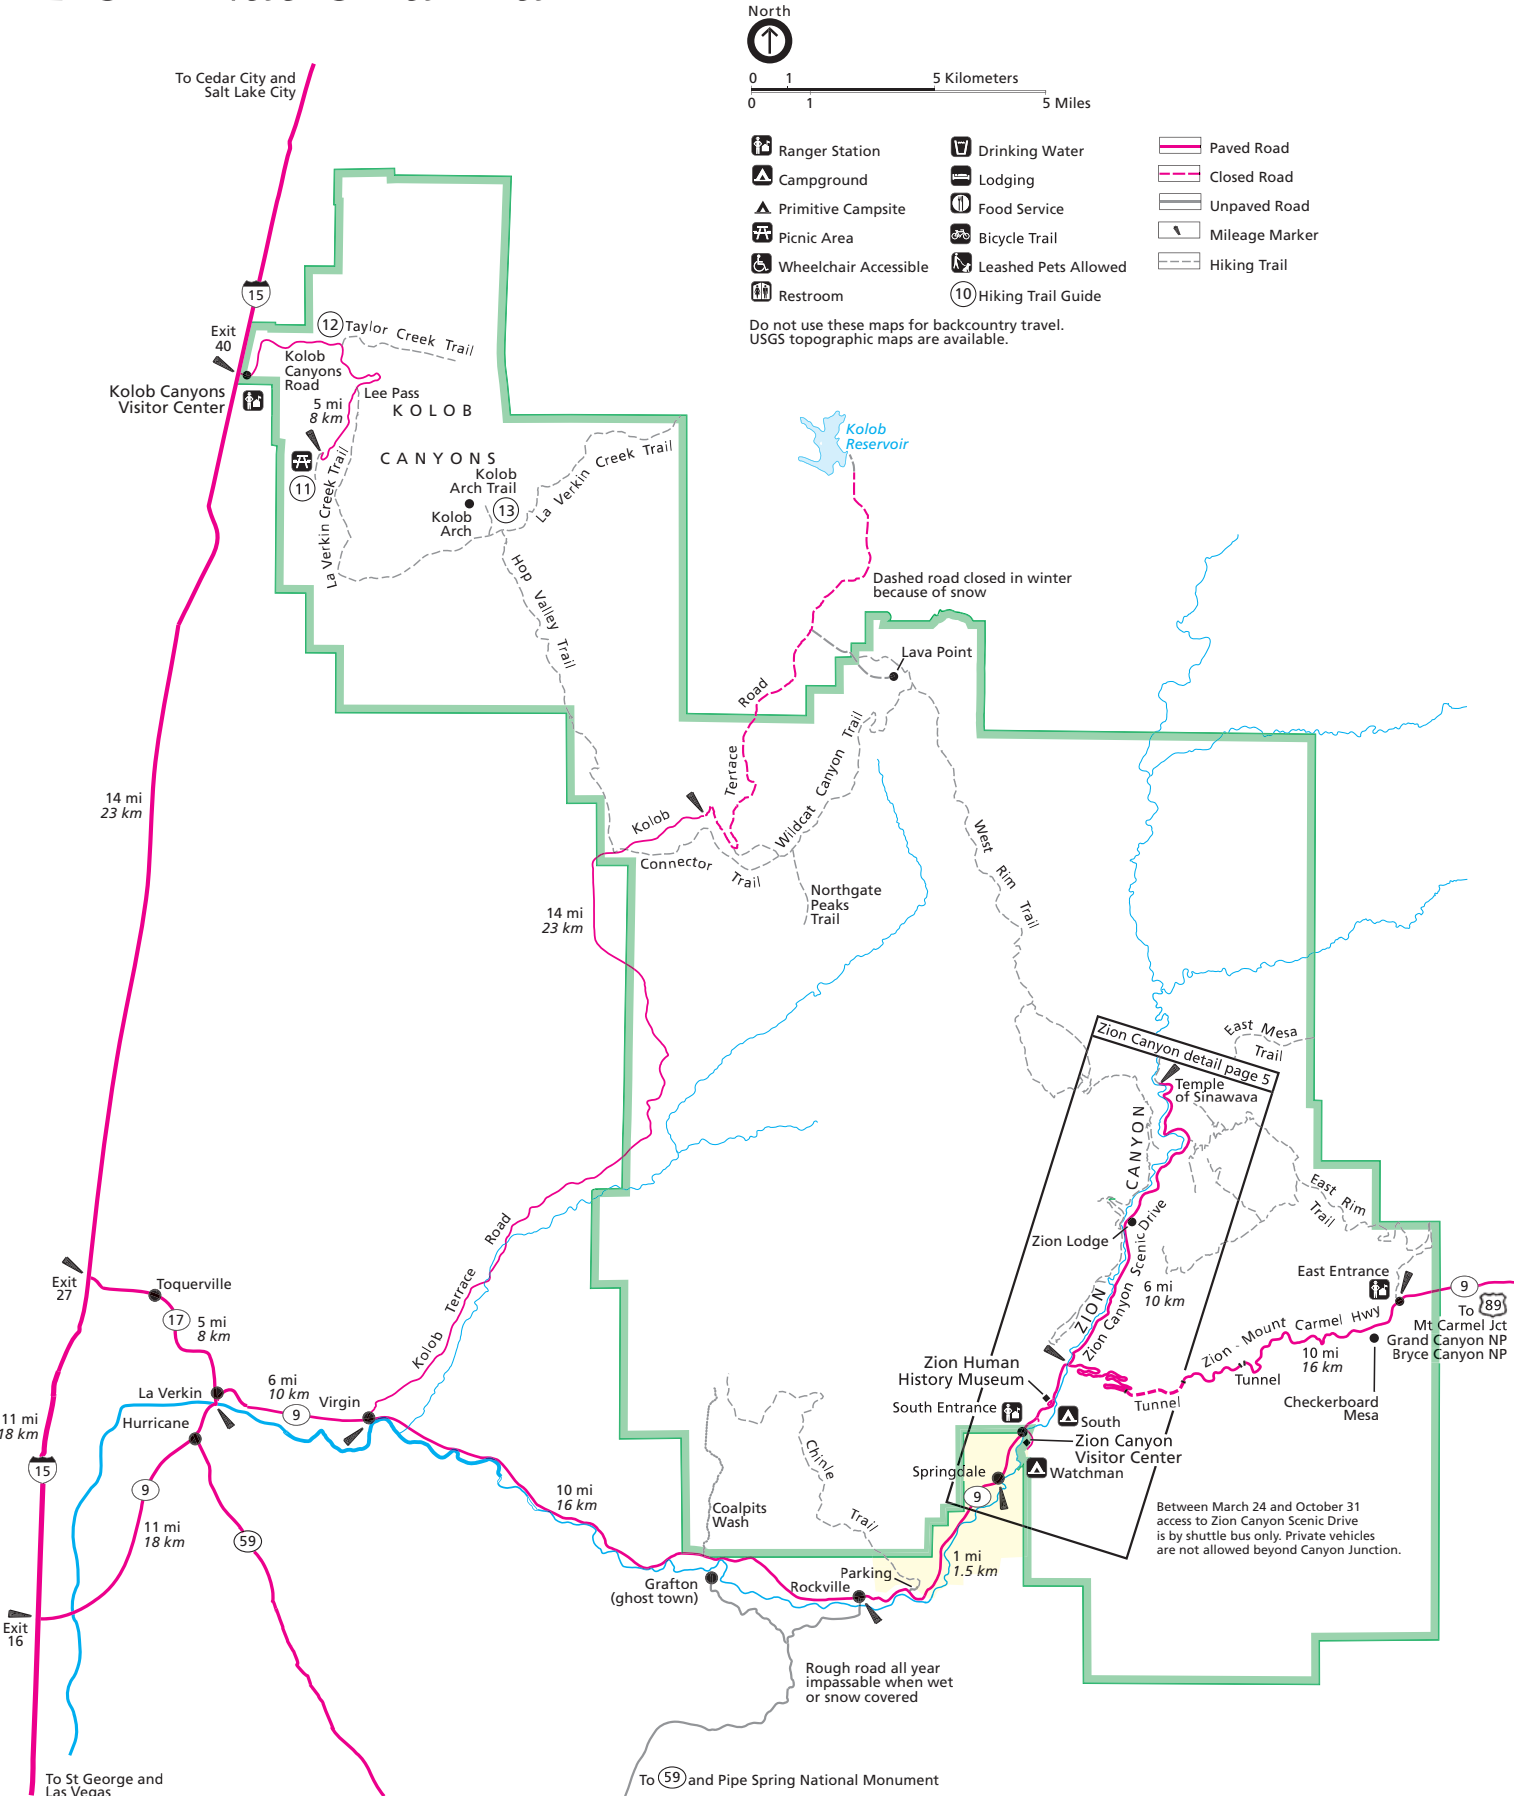 North
0 1 5 Kilometers
0 1 5 Miles
To Cedar City and
Salt Lake City
Ranger Station
Campground
Primitive Campsite
Picnic Area
Wheelchair Accessible
Restroom
Drinking Water
Lodging
Food Service
Bicycle Trail
Leashed Pets Allowed
10 Hiking Trail Guide
Paved Road
Closed Road
Unpaved Road
Mileage Marker
Hiking Trail
Do not use these maps for backcountry travel.
USGS topographic maps are available.
15
Exit
40
12 Taylor Creek Trail
Kolob
Canyons
Road
Kolob Canyons
Visitor Center
Lee Pass
5 mi
8 km
KOLOB
CANYONS
11
La Verkin Creek Trail
Kolob
Arch Trail
13
Kolob
Arch
La Verkin Creek Trail
Kolob
Reservoir
Hop Valley Trail
Dashed road closed in winter
because of snow
Lava Point
Kolob Terrace Road
Wildcat Canyon Trail
14 mi
23 km
Connector Trail
Northgate
Peaks
Trail
West Rim Trail
14 mi
23 km
Zion Canyon detail page 5
East Mesa
Trail
Temple
of Sinawava
ZION CANYON
East Rim
Trail
Zion Lodge
Zion Canyon Scenic Drive
6 mi
10 km
Kolob Terrace Road
Exit
27
Toquerville
17
5 mi
8 km
East Entrance
9
To 89
Mt Carmel Jct
Grand Canyon NP
Bryce Canyon NP
Zion - Mount Carmel Hwy
10 mi
16 km
Tunnel
Tunnel
Checkerboard
Mesa
La Verkin
6 mi
10 km
9
Virgin
Hurricane
11 mi
18 km
15
9
11 mi
18 km
59
Zion Human
History Museum
South Entrance
South
Zion Canyon
Visitor Center
Watchman
Springdale
9
Chinle Trail
Coalpits
Wash
10 mi
16 km
Between March 24 and October 31
access to Zion Canyon Scenic Drive
is by shuttle bus only. Private vehicles
are not allowed beyond Canyon Junction.
1 mi
1.5 km
Parking
Rockville
Grafton
(ghost town)
Exit
16
Rough road all year
impassable when wet
or snow covered
To St George and
Las Vegas
To 59 and Pipe Spring National Monument